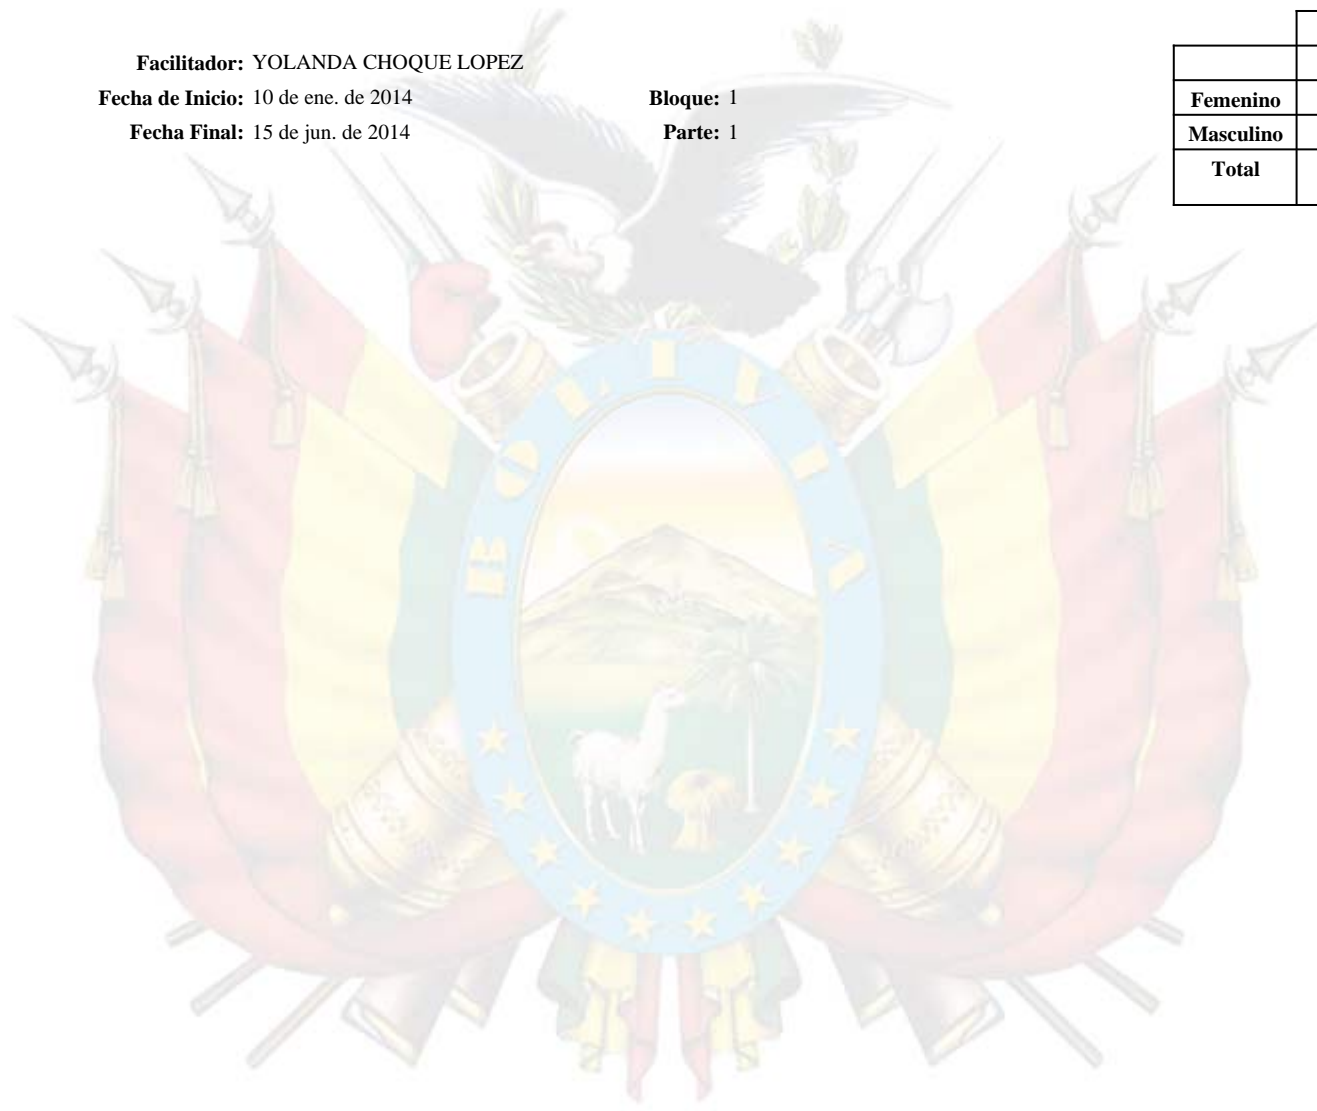 Facilitador: YOLANDA CHOQUE LOPEZ
Fecha de Inicio: 10 de ene. de 2014 Bloque: 1
Fecha Final: 15 de jun. de 2014 Parte: 1
Femenino
Masculino
Total
BOLIVIA